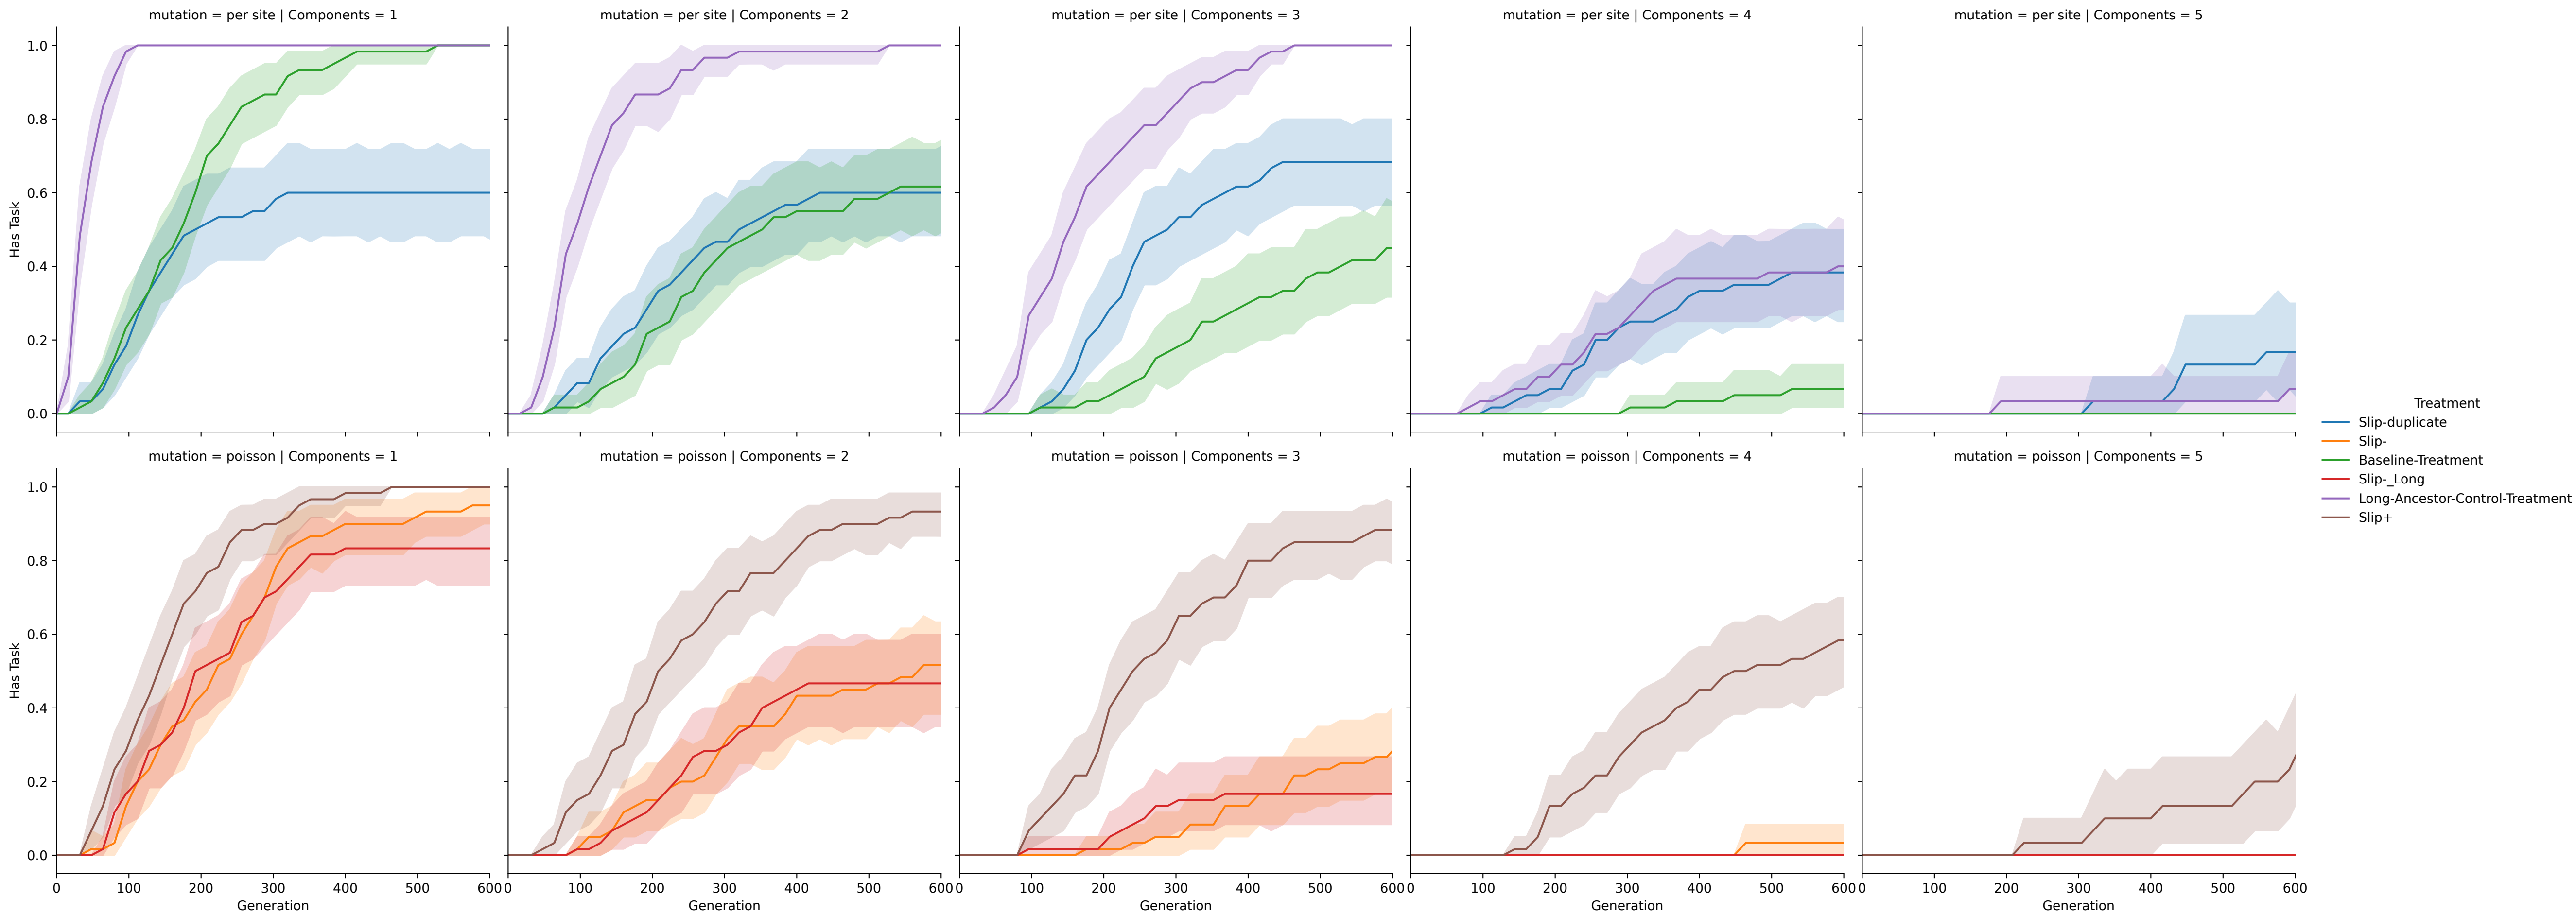 mutation = per site | Components = 1
mutation = per site | Components = 2
mutation = per site | Components = 3
mutation = per site | Components = 4
mutation = per site | Components = 5
1.0
0.8
0.6
0.4
0.2
0.0
Has Task
mutation = poisson | Components = 1
mutation = poisson | Components = 2
mutation = poisson | Components = 3
mutation = poisson | Components = 4
mutation = poisson | Components = 5
1.0
0.8
0.6
0.4
0.2
0.0
Has Task
0 100 200 300 400 500 600
0 100 200 300 400 500 600
0 100 200 300 400 500 600
0 100 200 300 400 500 600
0 100 200 300 400 500 600
Generation
Generation
Generation
Generation
Generation
Treatment
Slip-duplicate
Slip-
Baseline-Treatment
Slip-_Long
Long-Ancestor-Control-Treatment
Slip+